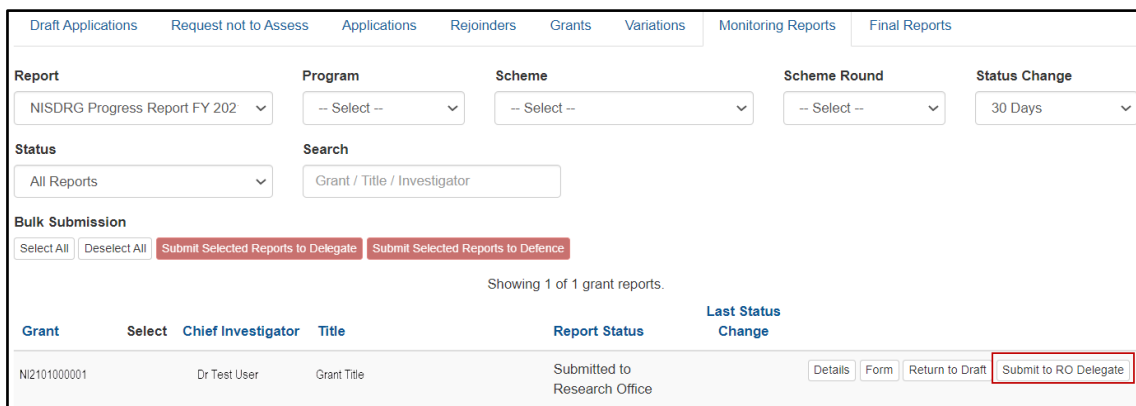 Draft Applications Request not to Assess Applications Rejoinders Grants Variations Monitoring Reports Final Reports
Report Program Scheme Scheme Round Status Change
NISDRG Progress Report FY 202 -- Select -- -- Select -- -- Select -- 30 Days
Status Search
All Reports Grant / Title / Investigator
Bulk Submission
Select All Deselect All Submit Selected Reports to Delegate Submit Selected Reports to Defence
Showing 1 of 1 grant reports.
Grant Select Chief Investigator Title Report Status Last Status
Change
NI2101000001 Dr Test User Grant Title Submitted to Details Form Return to Draft Submit to RO Delegate
Research Office